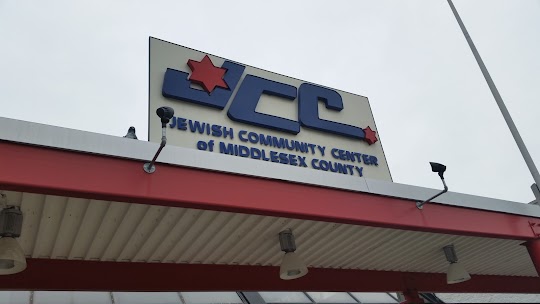 JCC
JEWISH COMMUNITY CENTER
of MIDDLESEX COUNTY